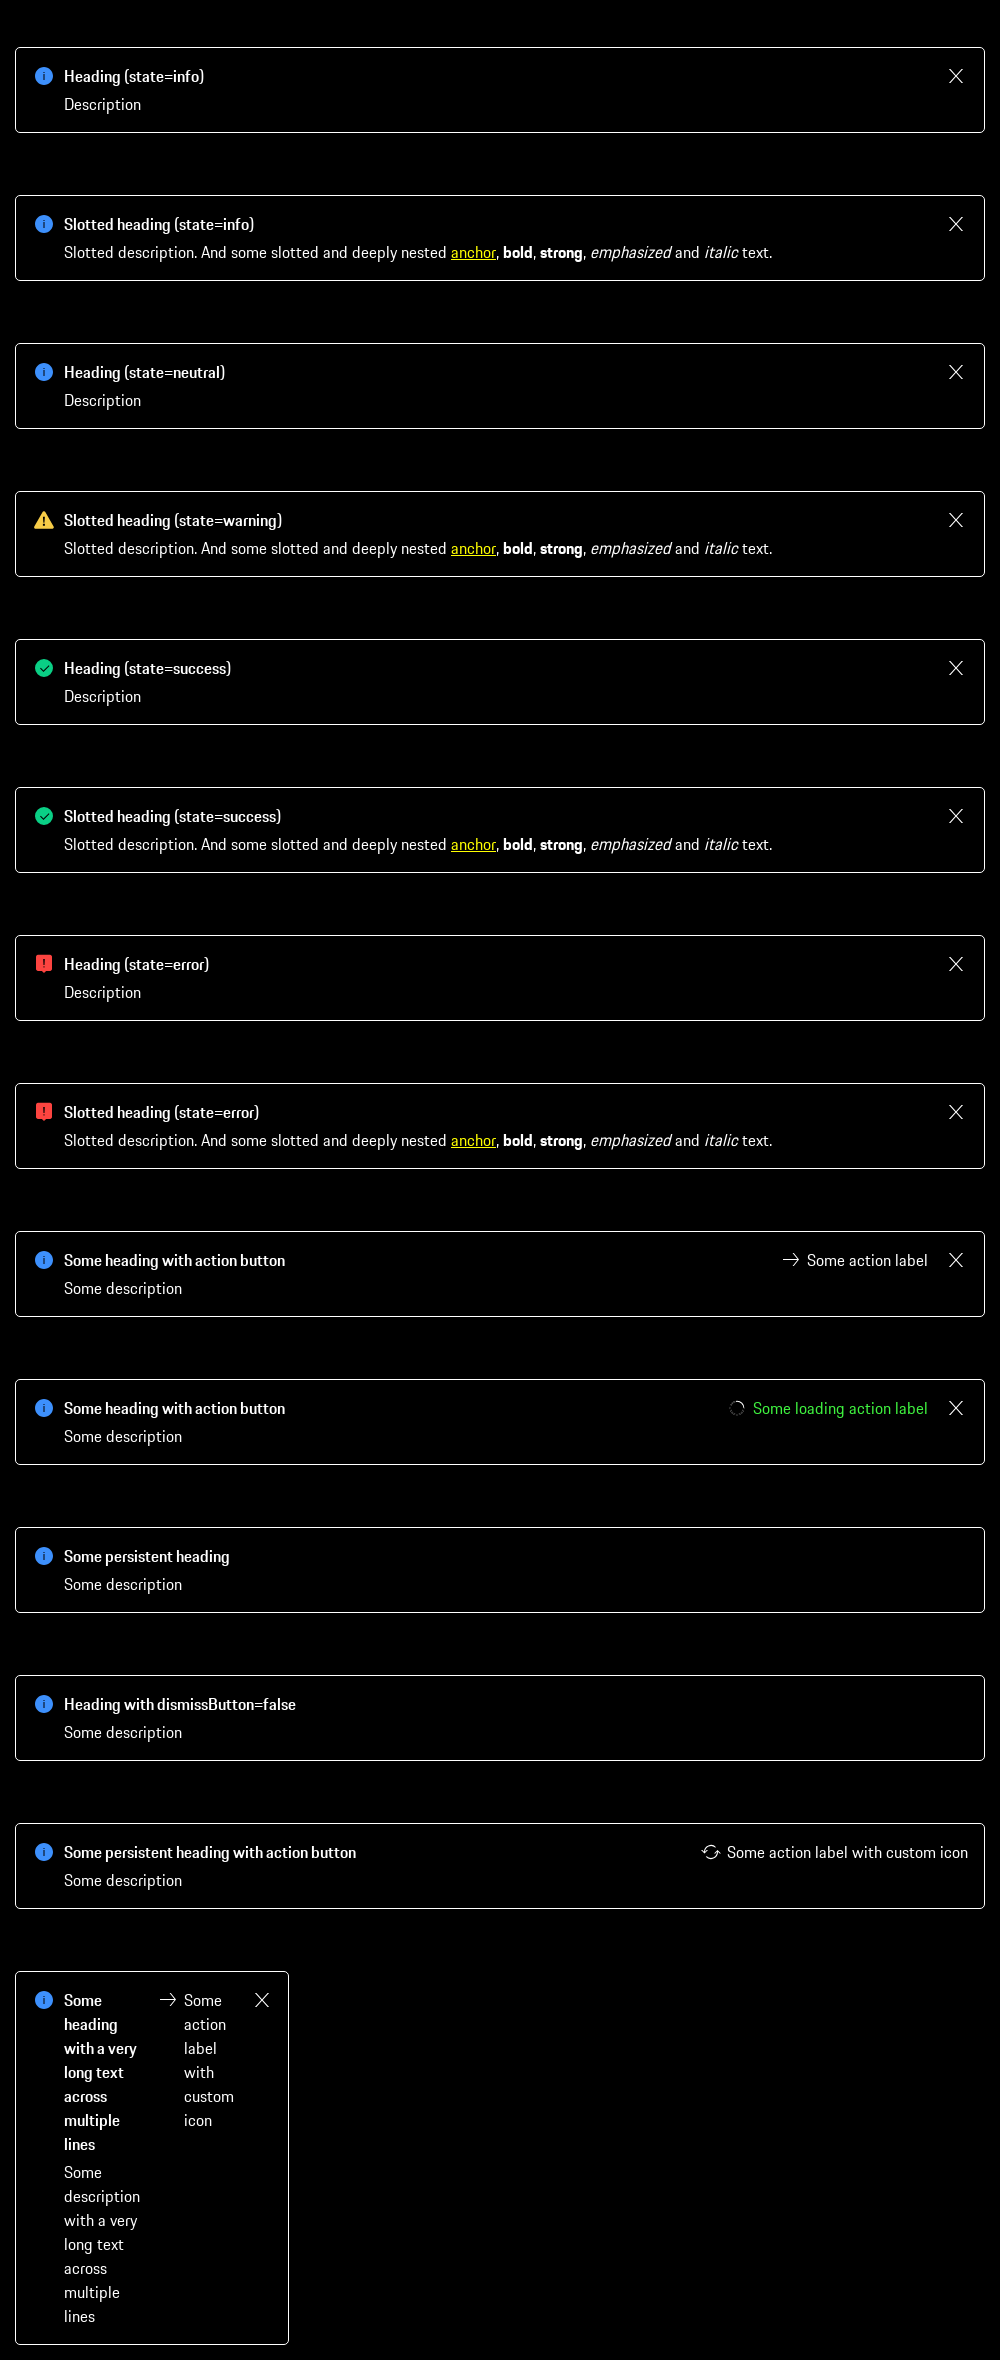 Heading (state=info)
Description
Slotted heading (state=info)
Slotted description. And some slotted and deeply nested anchor, bold, strong, emphasized and italic text.
Heading (state=neutral)
Description
Slotted heading (state=warning)
Slotted description. And some slotted and deeply nested anchor, bold, strong, emphasized and italic text.
Heading (state=success)
Description
Slotted heading (state=success)
Slotted description. And some slotted and deeply nested anchor, bold, strong, emphasized and italic text.
Heading (state=error)
Description
Slotted heading (state=error)
Slotted description. And some slotted and deeply nested anchor, bold, strong, emphasized and italic text.
Some heading with action button
Some description
Some action label
Some heading with action button
Some description
Some loading action label
Some persistent heading
Some description
Heading with dismissButton=false
Some description
Some persistent heading with action button
Some description
Some action label with custom icon
Some
heading
with a very
long text
across
multiple
lines
Some
description
with a very
long text
across
multiple
lines
Some
action
label
with
custom
icon